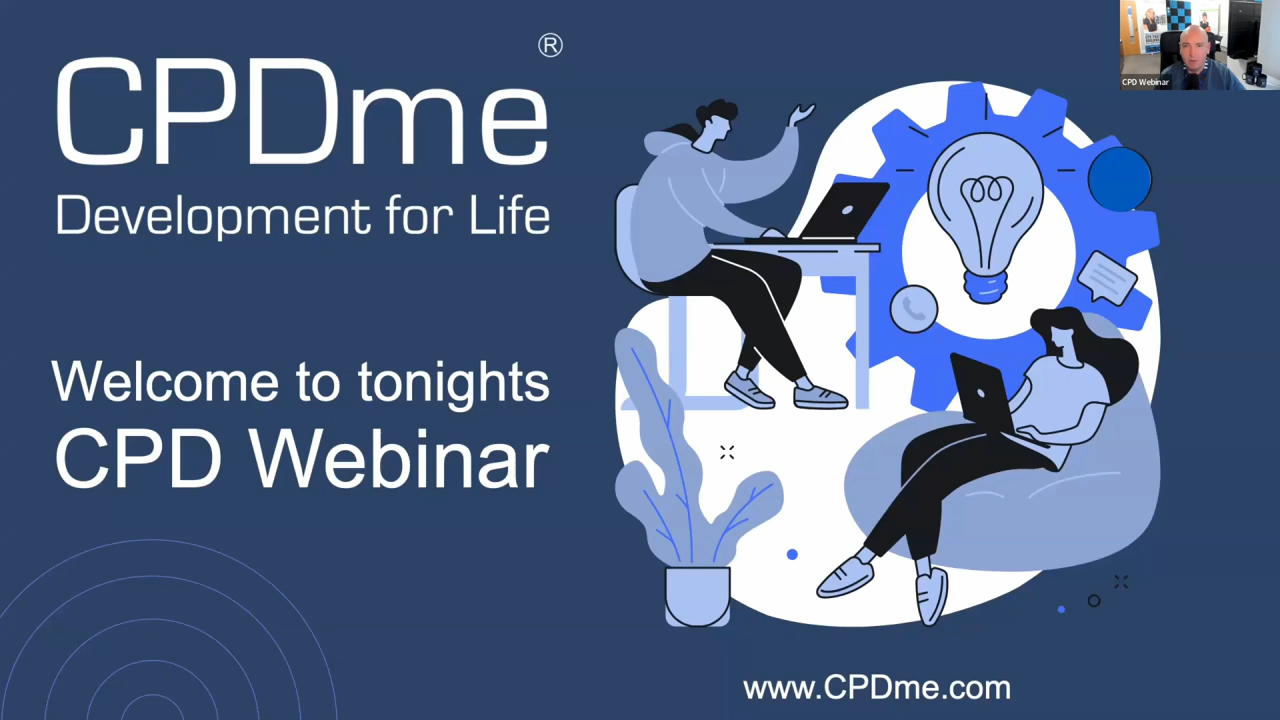 CPDme®
Development for Life
Welcome to tonights
CPD Webinar
www.CPDme.com
CPD Webinar